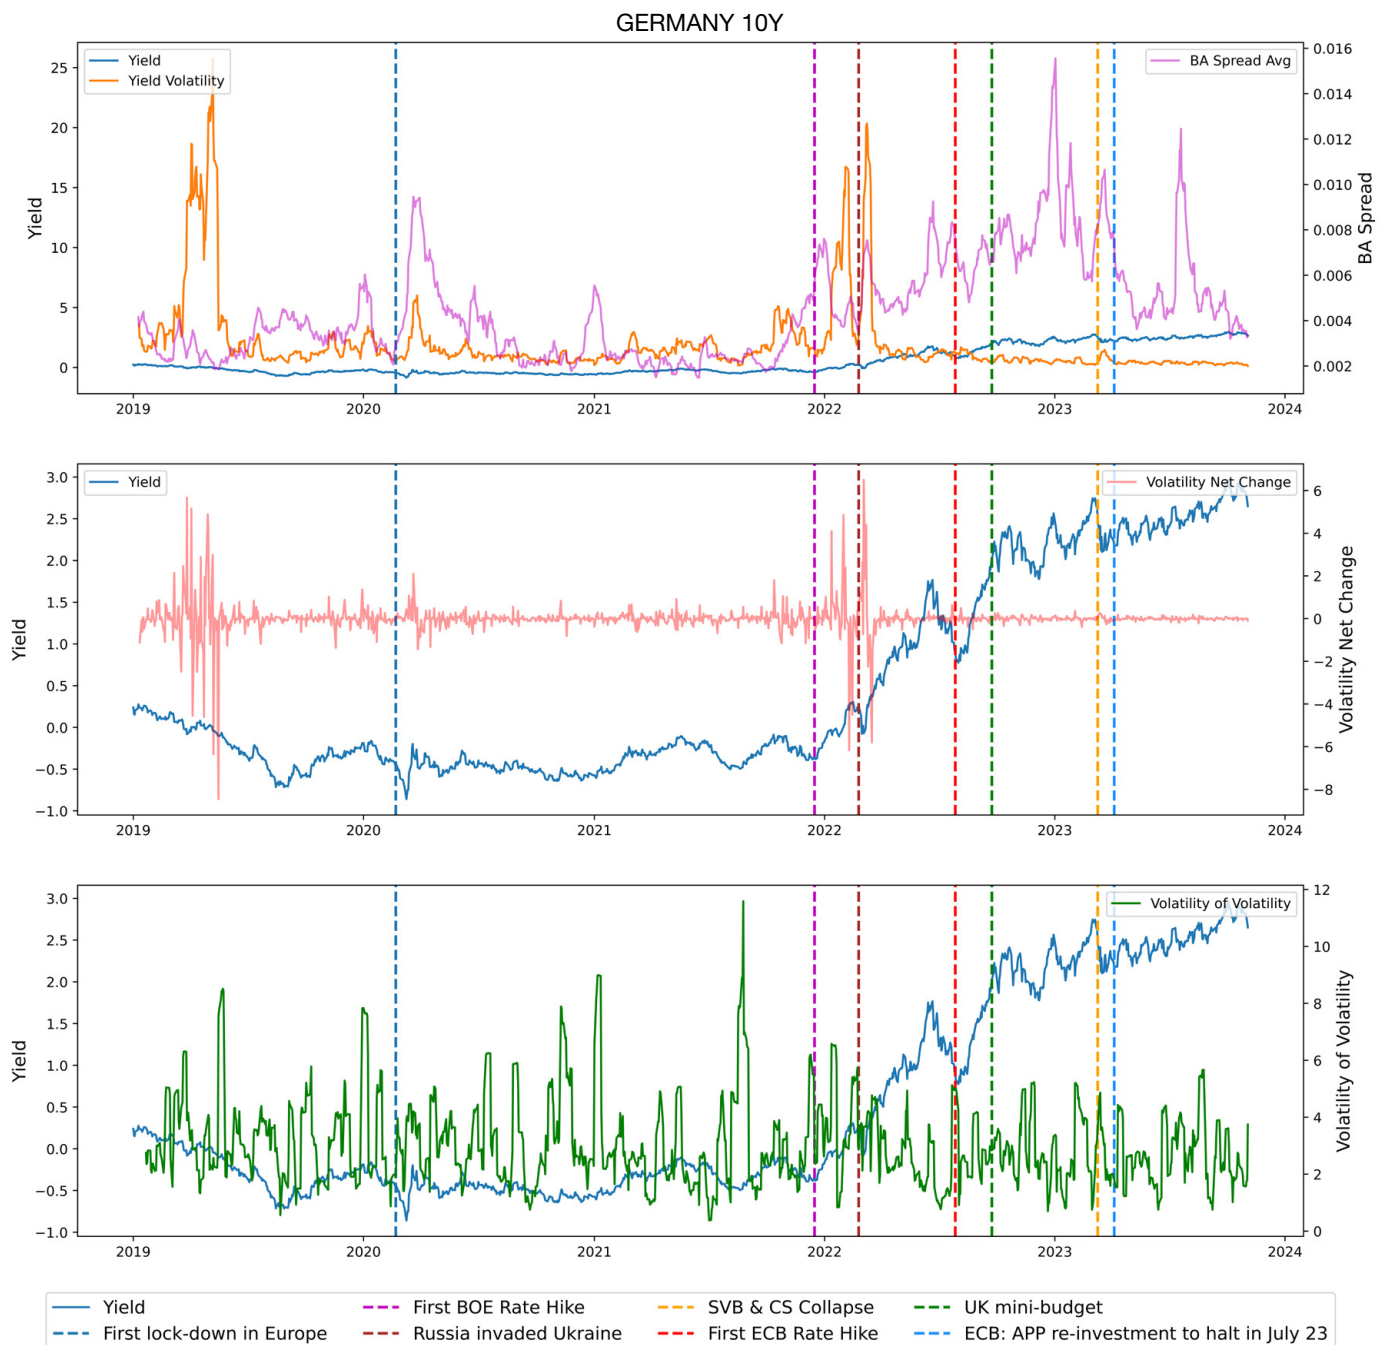 GERMANY 10Y
Yield
Yield Volatility
BA Spread Avg
Yield
BA Spread
25
20
15
10
5
0
0.016
0.014
0.012
0.010
0.008
0.006
0.004
0.002
2019 2020 2021 2022 2023 2024
Yield
Volatility Net Change
Yield
Volatility Net Change
3.0
2.5
2.0
1.5
1.0
0.5
0.0
−0.5
−1.0
6
4
2
0
−2
−4
−6
−8
2019 2020 2021 2022 2023 2024
Volatility of Volatility
Yield
Volatility of Volatility
3.0
2.5
2.0
1.5
1.0
0.5
0.0
−0.5
−1.0
12
10
8
6
4
2
0
2019 2020 2021 2022 2023 2024
Yield First BOE Rate Hike SVB & CS Collapse UK mini-budget
First lock-down in Europe Russia invaded Ukraine First ECB Rate Hike ECB: APP re-investment to halt in July 23